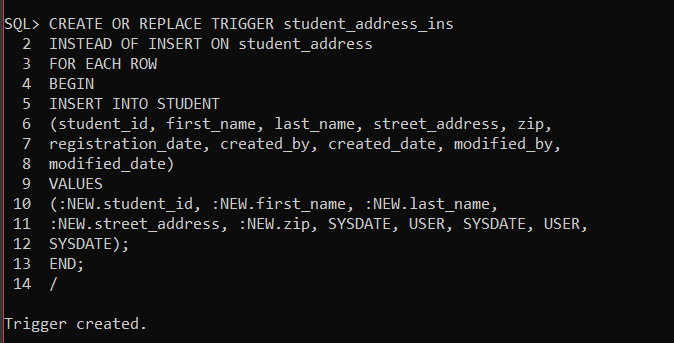 SQL> CREATE OR REPLACE TRIGGER student_address_ins
2 INSTEAD OF INSERT ON student_address
3 FOR EACH ROW
4 BEGIN
5 INSERT INTO STUDENT
6 (student_id, first_name, last_name, street_address, zip,
7 registration_date, created_by, created_date, modified_by,
8 modified_date)
9 VALUES
10 (:NEW.student_id, :NEW.first_name, :NEW.last_name,
11 :NEW.street_address, :NEW.zip, SYSDATE, USER, SYSDATE, USER,
12 SYSDATE);
13 END;
14 /
Trigger created.